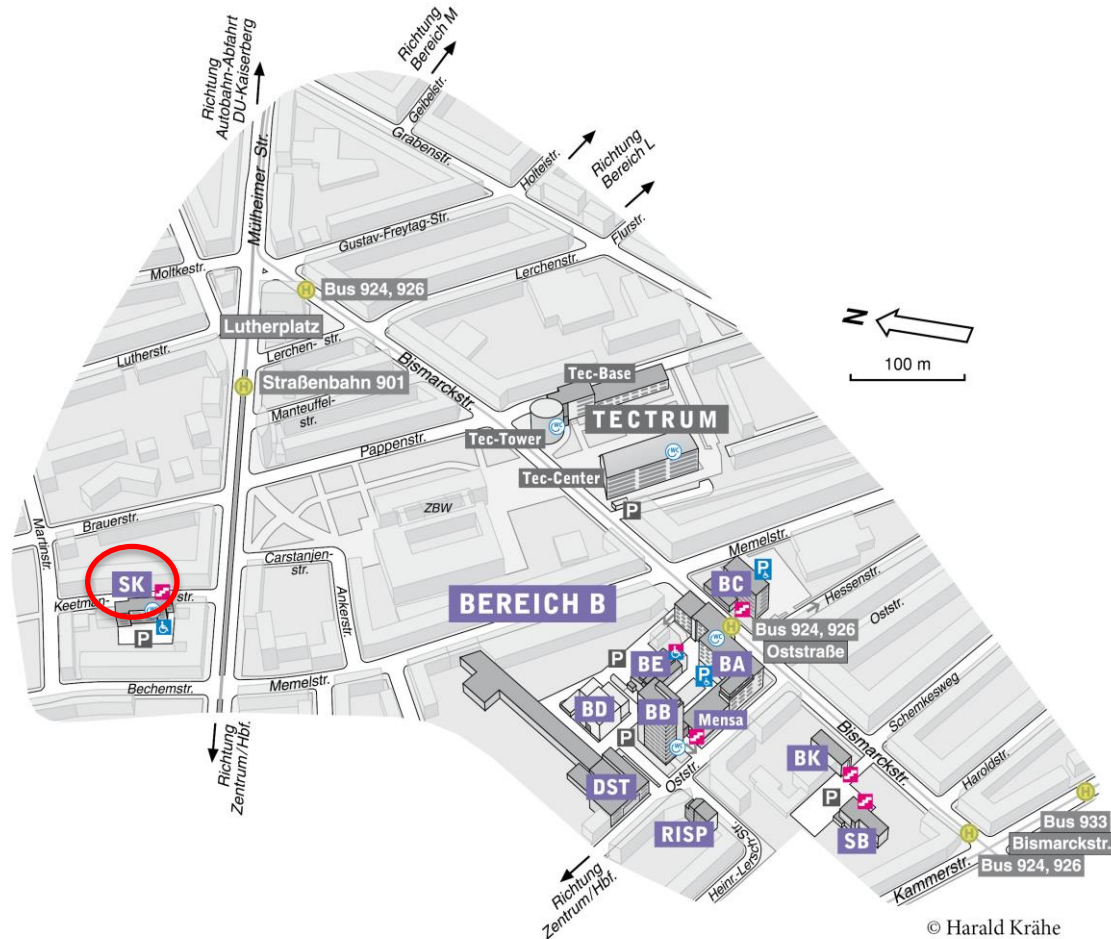 Richtung
Autobahn-Abfahrt
DU-Kaiserberg
Richtung
Bereich M
Geibelstr.
Grabenstr.
Holteistr.
Richtung
Bereich L
Flurstr.
Mülheimer Str.
Gustav-Freytag-Str.
Moltkestr.
Lerchenstr.
H
Bus 924, 926
Lutherplatz
Lutherstr.
Lerchen-
str.
Bismarckstr.
N
100 m
H
Straßenbahn 901
Tec-Base
Manteuffel-
str.
TECTRUM
WC
Tec-Tower
Pappenstr.
WC
Tec-Center
P
ZBW
Brauerstr.
Martinstr.
Memelstr.
Carstanjen-
str.
SK
Keetman-
str.
P
Ankerstr.
BEREICH B
BC
P
Hessenstr.
Oststr.
H
Bus 924, 926
Oststraße
WC
P
BE
BA
P
Bechemstr.
Memelstr.
BD
BB
Mensa
P
WC
Schemkesweg
Bismarckstr.
Richtung
Zentrum/Hbf.
BK
Haroldstr.
DST
Oststr.
P
H
Bus 933
Bismarckstr.
RISP
SB
H
Bus 924, 926
Heinr.-Lersch-Str.
Kammerstr.
Richtung
Zentrum/Hbf.
© Harald Krähe